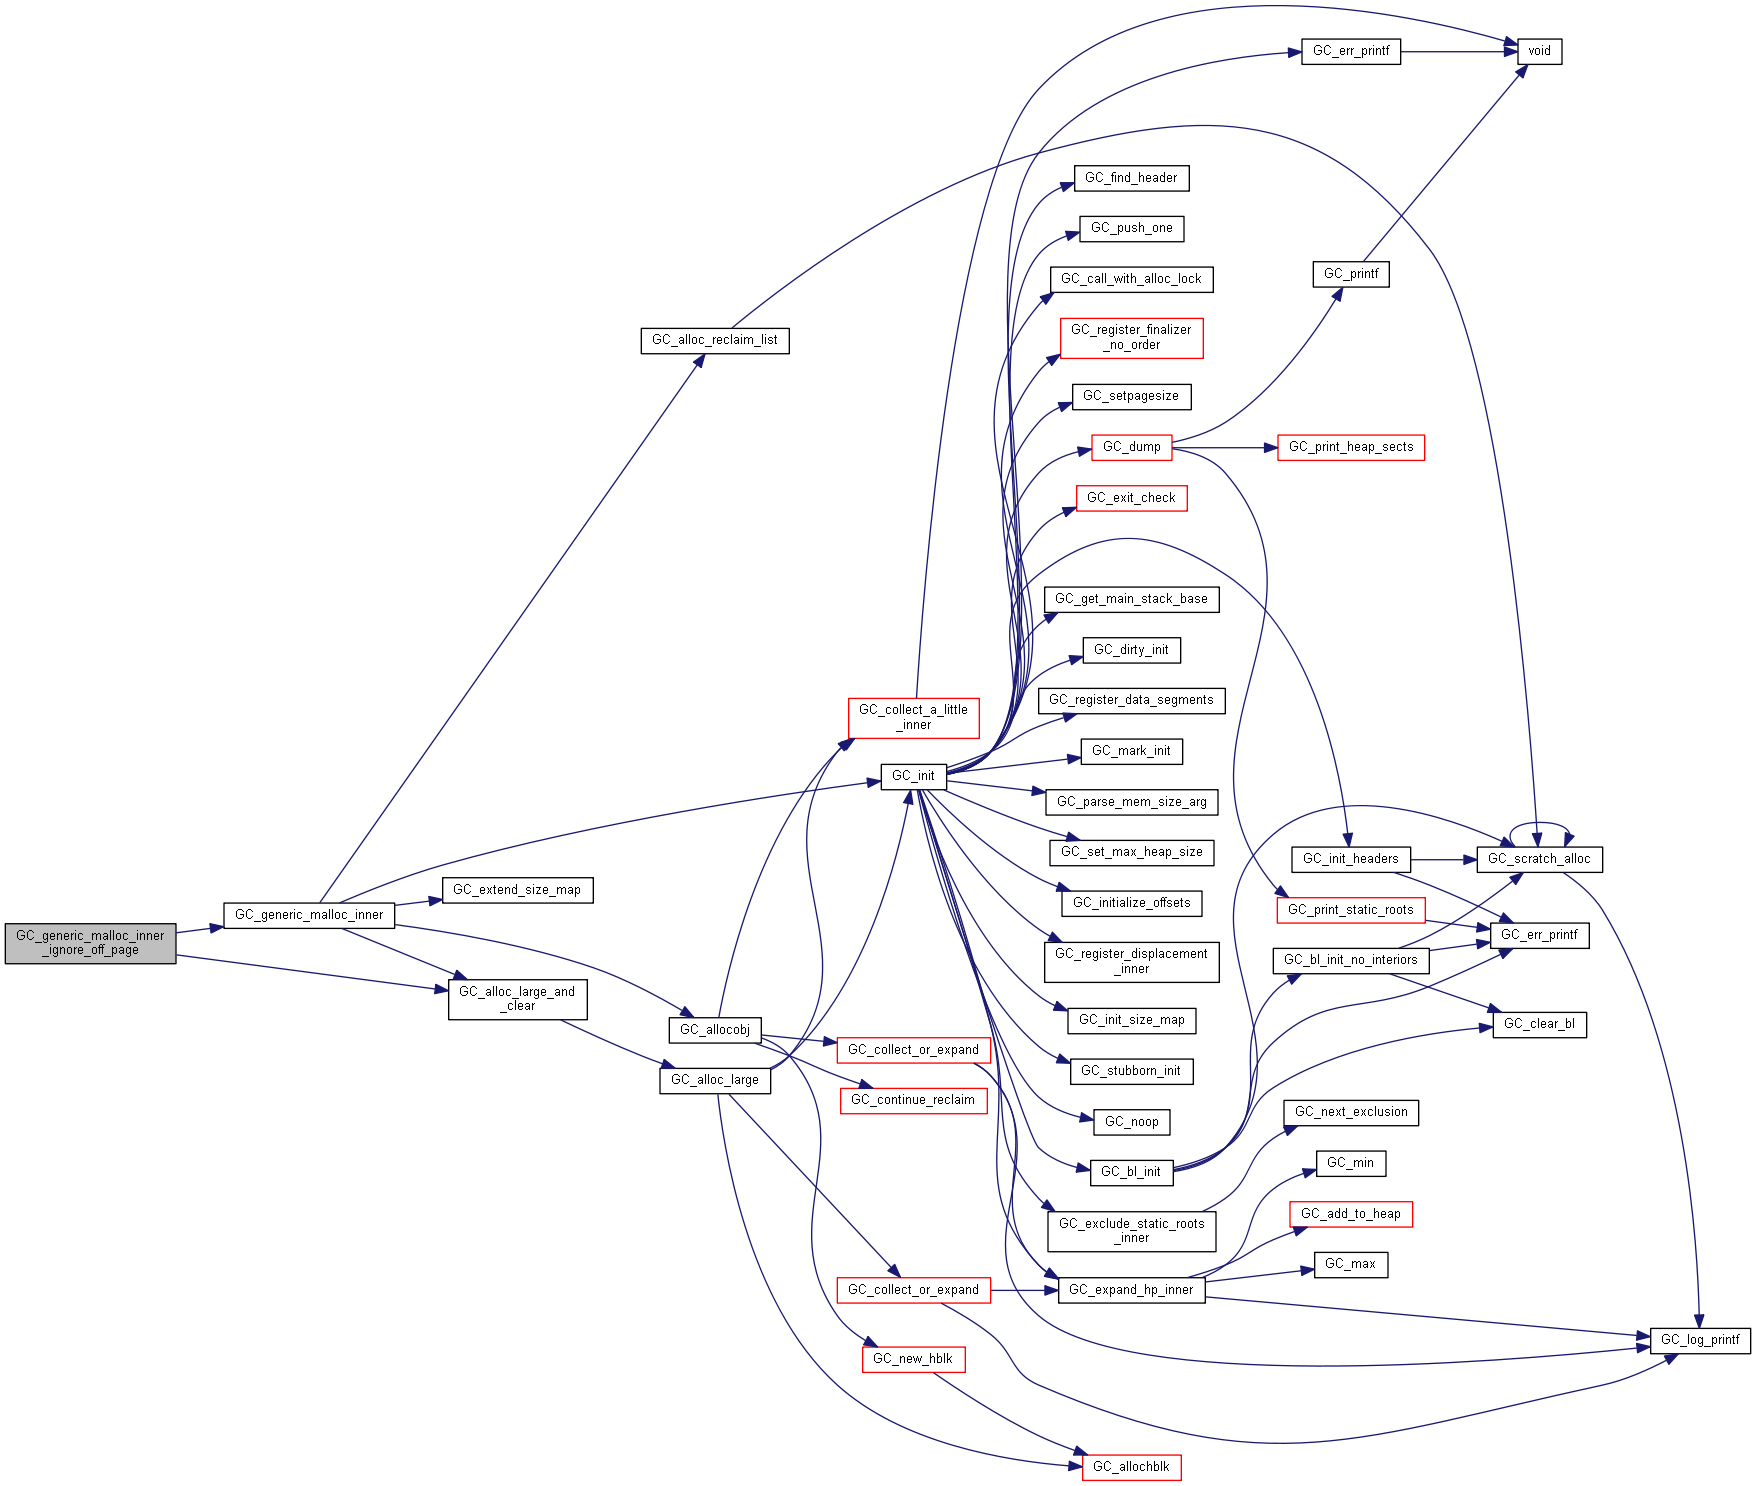 GC_generic_malloc_inner
_ignore_off_page
GC_generic_malloc_inner
GC_extend_size_map
GC_alloc_large_and
_clear
GC_alloc_reclaim_list
GC_allocobj
GC_alloc_large
GC_collect_a_little
_inner
GC_init
GC_collect_or_expand
GC_continue_reclaim
GC_collect_or_expand
GC_new_hblk
GC_find_header
GC_push_one
GC_call_with_alloc_lock
GC_register_finalizer
_no_order
GC_setpagesize
GC_dump
GC_exit_check
GC_get_main_stack_base
GC_dirty_init
GC_register_data_segments
GC_mark_init
GC_parse_mem_size_arg
GC_set_max_heap_size
GC_initialize_offsets
GC_register_displacement
_inner
GC_init_size_map
GC_stubborn_init
GC_noop
GC_bl_init
GC_exclude_static_roots
_inner
GC_expand_hp_inner
GC_allochblk
GC_err_printf
GC_printf
GC_print_heap_sects
GC_init_headers
GC_print_static_roots
GC_bl_init_no_interiors
GC_next_exclusion
GC_min
GC_add_to_heap
GC_max
void
GC_scratch_alloc
GC_err_printf
GC_clear_bl
GC_log_printf